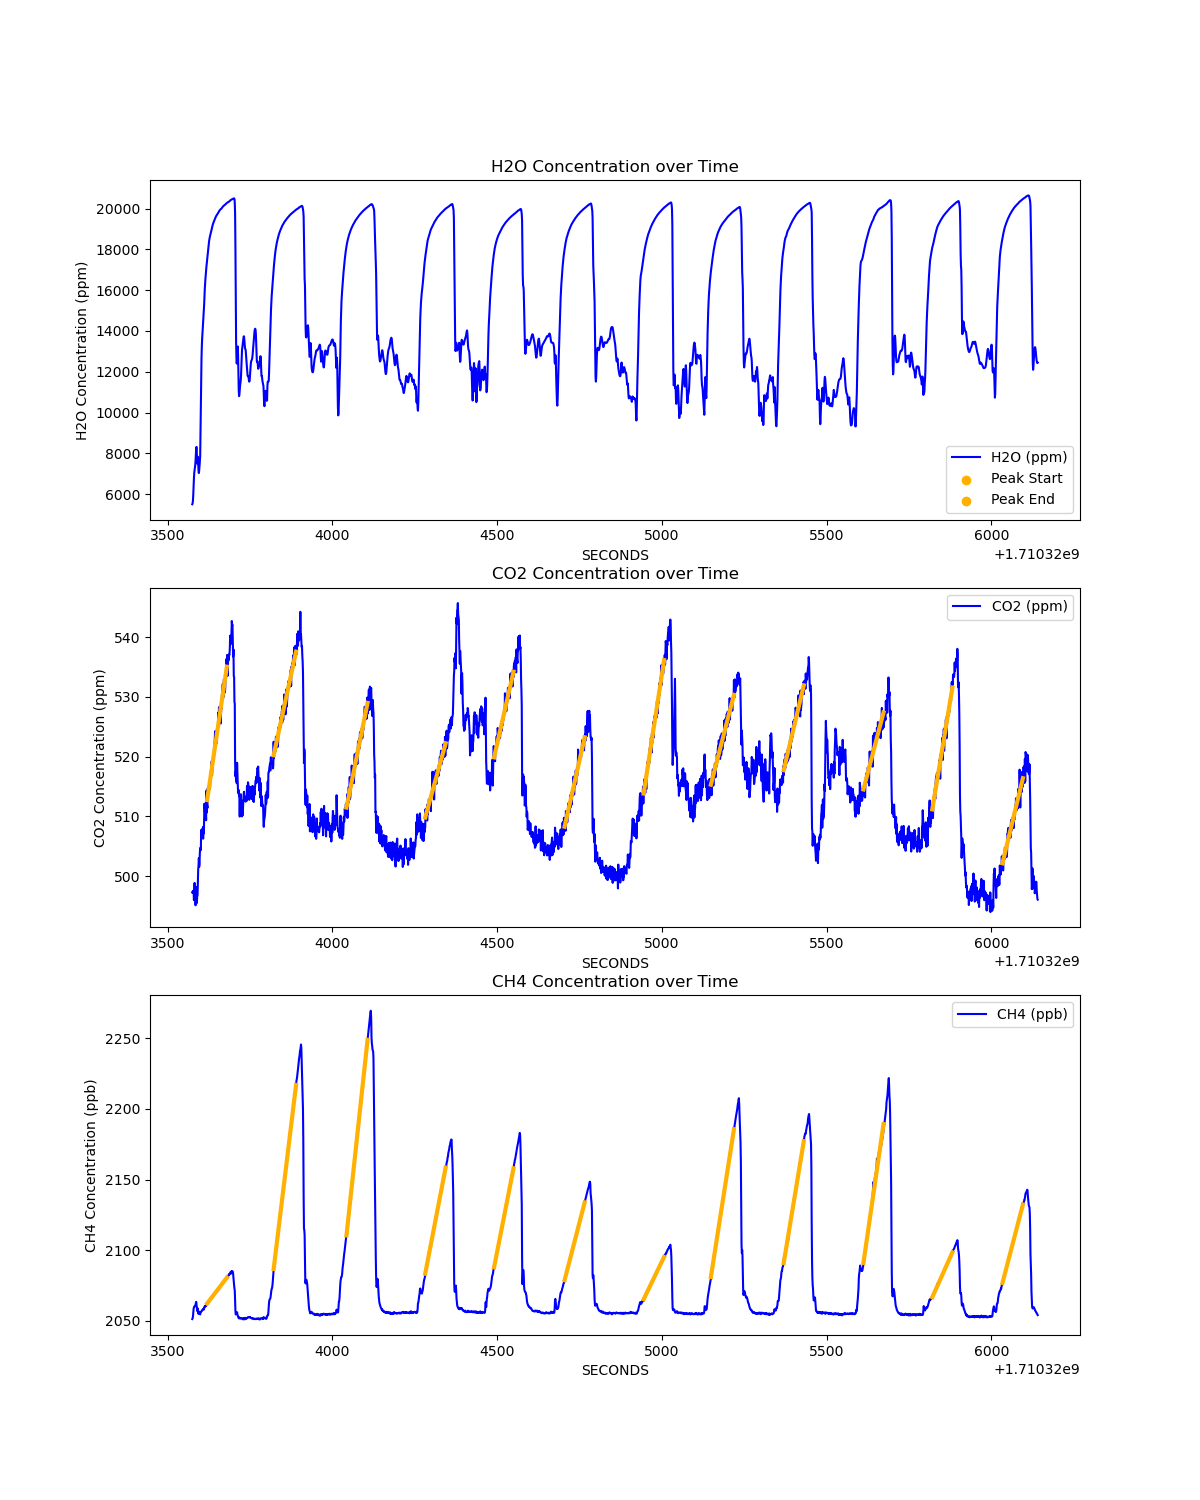 H2O Concentration over Time
H2O Concentration (ppm)
20000
18000
16000
14000
12000
10000
8000
6000
H2O (ppm)
Peak Start
Peak End
3500 4000 4500 5000 5500 6000
SECONDS
+1.71032e9
CO2 Concentration over Time
CO2 Concentration (ppm)
540
530
520
510
500
CO2 (ppm)
3500 4000 4500 5000 5500 6000
SECONDS
+1.71032e9
CH4 Concentration over Time
CH4 Concentration (ppb)
2250
2200
2150
2100
2050
CH4 (ppb)
3500 4000 4500 5000 5500 6000
SECONDS
+1.71032e9